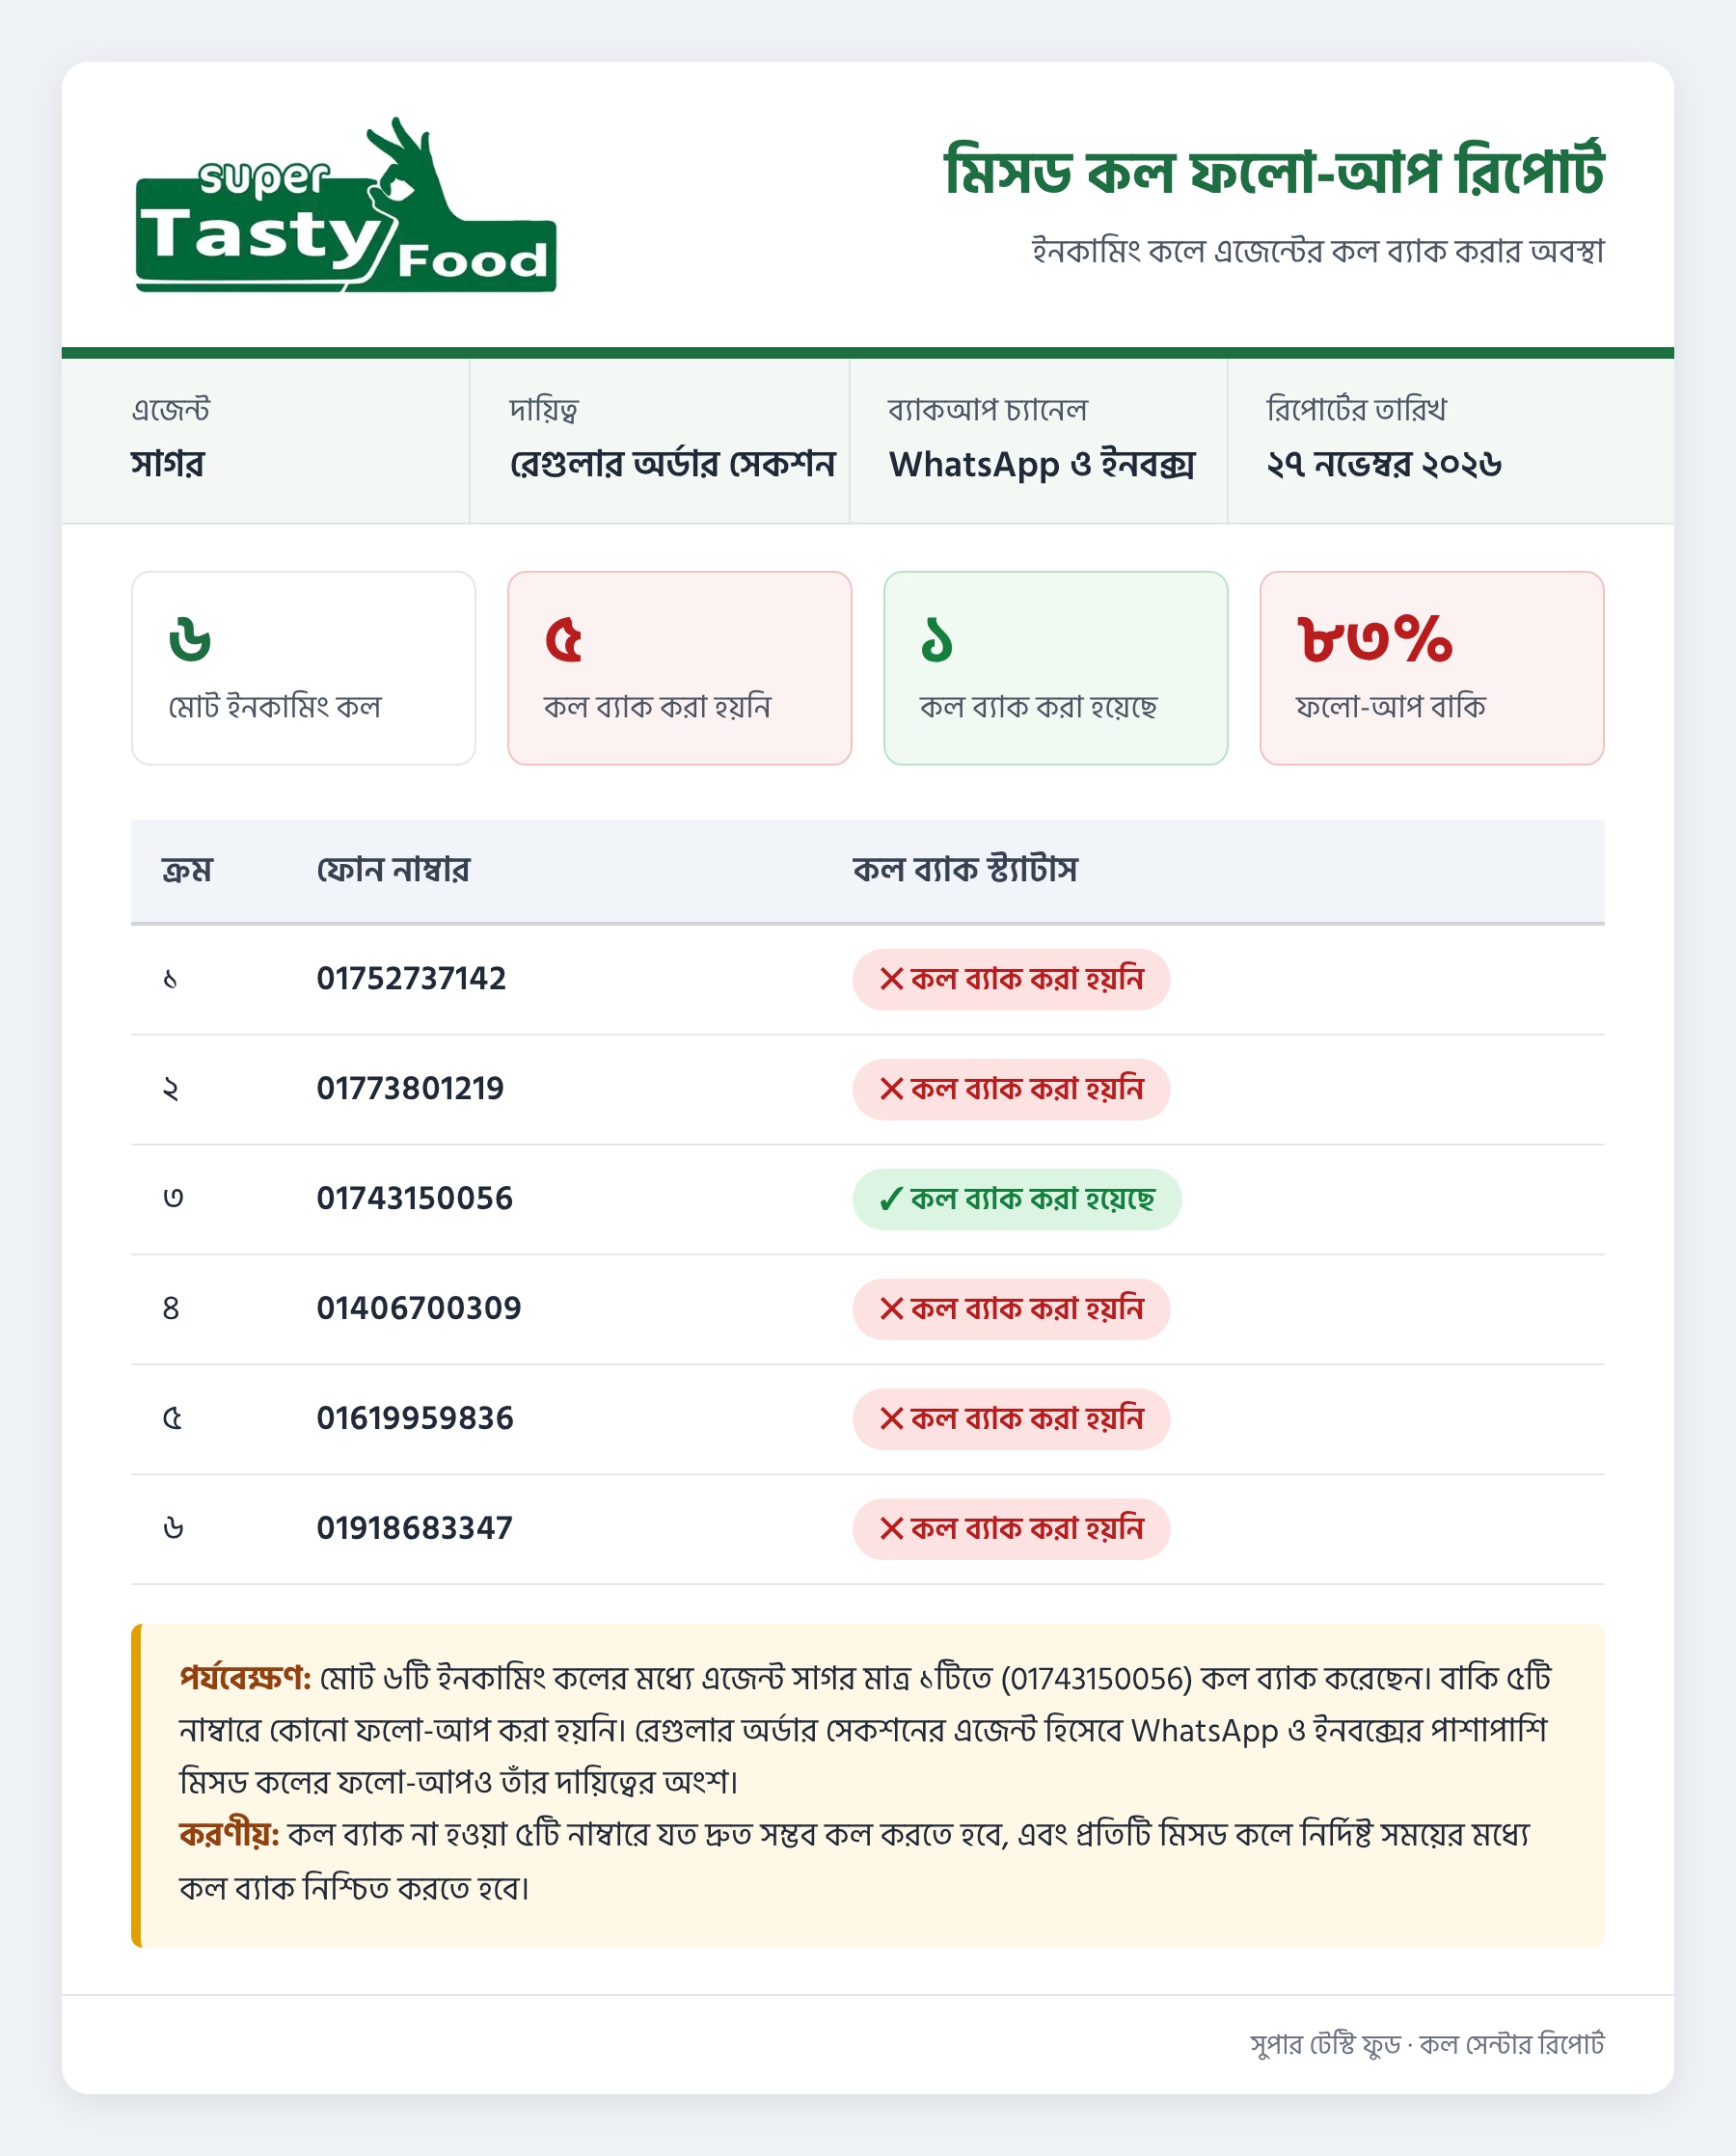 super
Tasty
Food
মিসড কল ফলো-আপ রিপোর্ট
ইনকামিং কলে এজেন্টের কল ব্যাক করার অবস্থা
এজেন্ট
সাগর
দায়িত্ব
রেগুলার অর্ডার সেকশন
ব্যাকআপ চ্যানেল
WhatsApp ও ইনবক্স
রিপোর্টের তারিখ
২৭ নভেম্বর ২০২৬
৬
মোট ইনকামিং কল
৫
কল ব্যাক করা হয়নি
১
কল ব্যাক করা হয়েছে
৮৩%
ফলো-আপ বাকি
ক্রম ফোন নাম্বার কল ব্যাক স্ট্যাটাস
১ 01752737142 ✕ কল ব্যাক করা হয়নি
২ 01773801219 ✕ কল ব্যাক করা হয়নি
৩ 01743150056 ✓ কল ব্যাক করা হয়েছে
৪ 01406700309 ✕ কল ব্যাক করা হয়নি
৫ 01619959836 ✕ কল ব্যাক করা হয়নি
৬ 01918683347 ✕ কল ব্যাক করা হয়নি
পর্যবেক্ষণ: মোট ৬টি ইনকামিং কলের মধ্যে এজেন্ট সাগর মাত্র ১টিতে (01743150056) কল ব্যাক করেছেন। বাকি ৫টি
নাম্বারে কোনো ফলো-আপ করা হয়নি। রেগুলার অর্ডার সেকশনের এজেন্ট হিসেবে WhatsApp ও ইনবক্সের পাশাপাশি
মিসড কলের ফলো-আপও তাঁর দায়িত্বের অংশ।
করণীয়: কল ব্যাক না হওয়া ৫টি নাম্বারে যত দ্রুত সম্ভব কল করতে হবে, এবং প্রতিটি মিসড কলে নির্দিষ্ট সময়ের মধ্যে
কল ব্যাক নিশ্চিত করতে হবে।
সুপার টেস্টি ফুড · কল সেন্টার রিপোর্ট